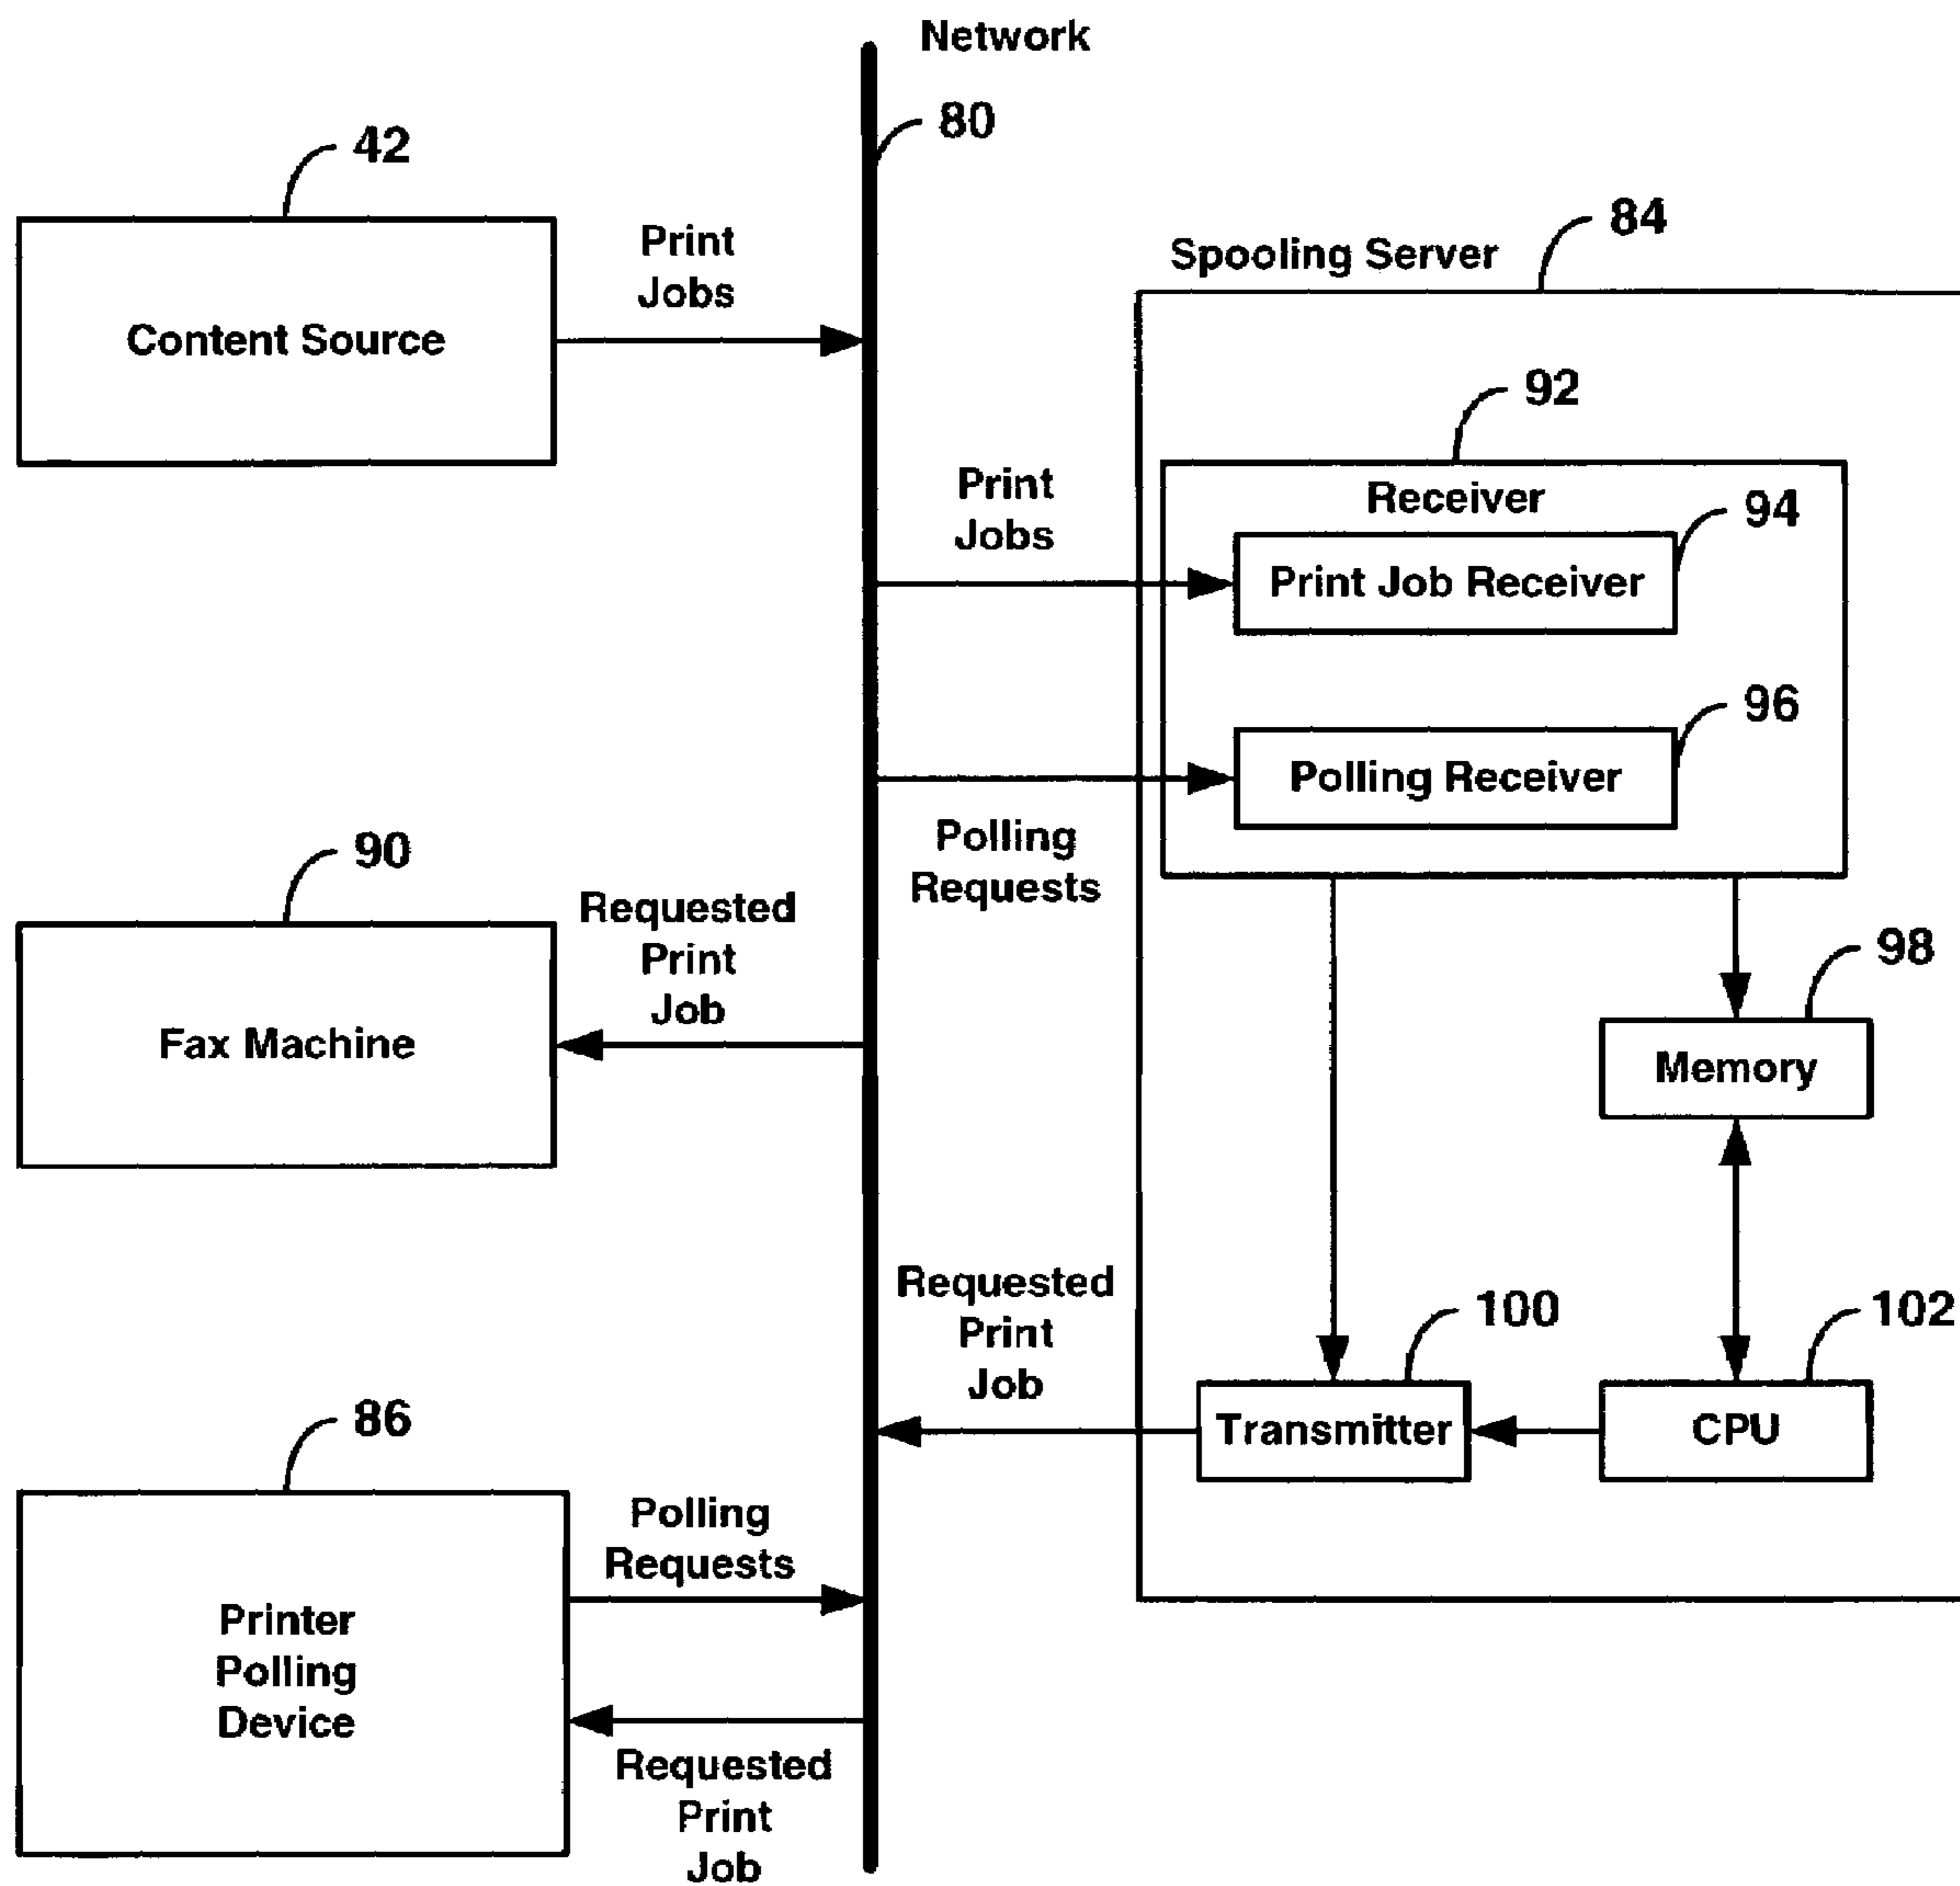 Network
80
42
Print
Jobs
Content Source
84
Spooling Server
92
Receiver
94
Print
Jobs
Print Job Receiver
96
Polling Receiver
Polling
Requests
90
Requested
Print
Job
Fax Machine
98
Memory
Requested
Print
Job
100
102
Transmitter
CPU
86
Polling
Requests
Printer
Polling
Device
Requested
Print
Job